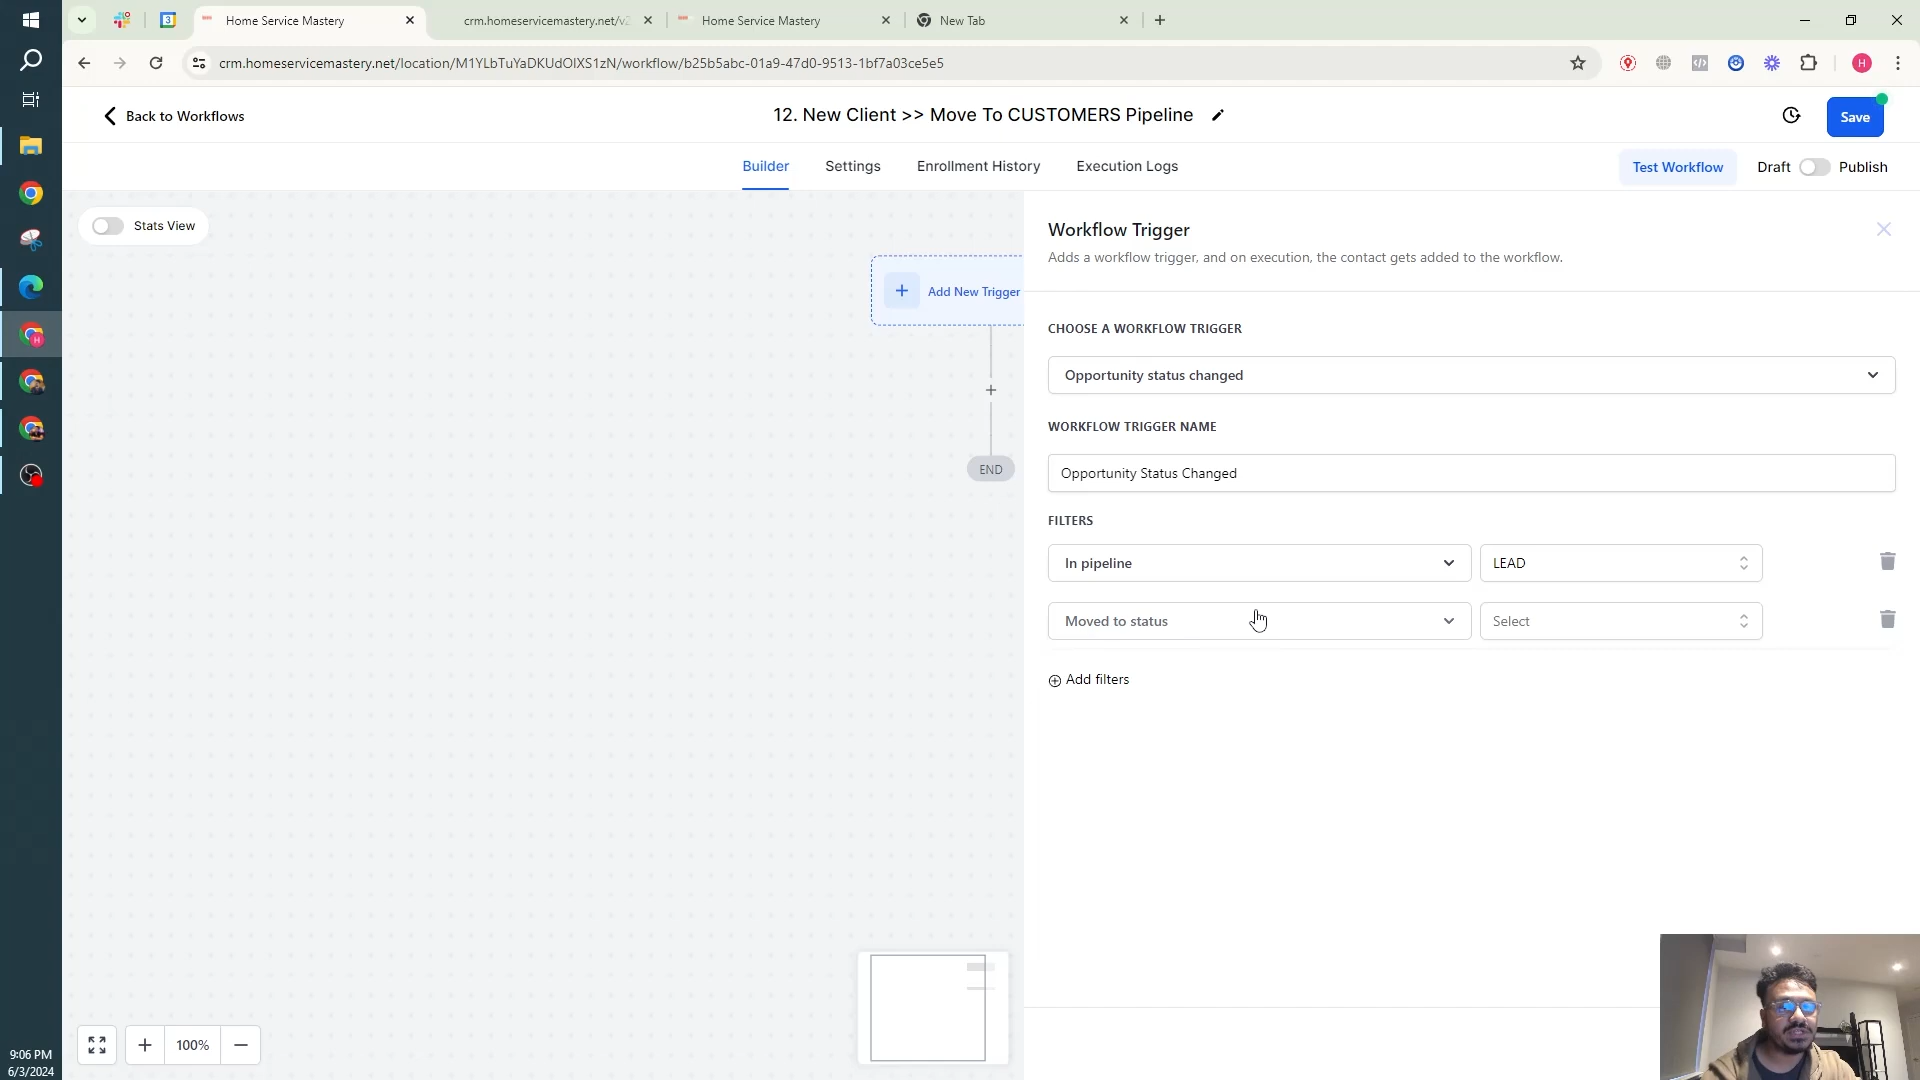 Home Service Mastery
crm.homeservicemastery.net/v2
Home Service Mastery
New Tab
crm.homeservicemastery.net/location/M1YLbTuYaDKUdOlXS1zN/workflow/b25b5abc-01a9-47d0-9513-1bf7a03ce5e5
H
Back to Workflows
12. New Client >> Move To CUSTOMERS Pipeline
Save
Builder
Settings
Enrollment History
Execution Logs
Test Workflow
Draft
Publish
Stats View
Add New Trigger
END
Workflow Trigger
Adds a workflow trigger, and on execution, the contact gets added to the workflow.
CHOOSE A WORKFLOW TRIGGER
Opportunity status changed
WORKFLOW TRIGGER NAME
Opportunity Status Changed
FILTERS
In pipeline
LEAD
Moved to status
Select
Add filters
100%
9:06 PM
6/3/2024